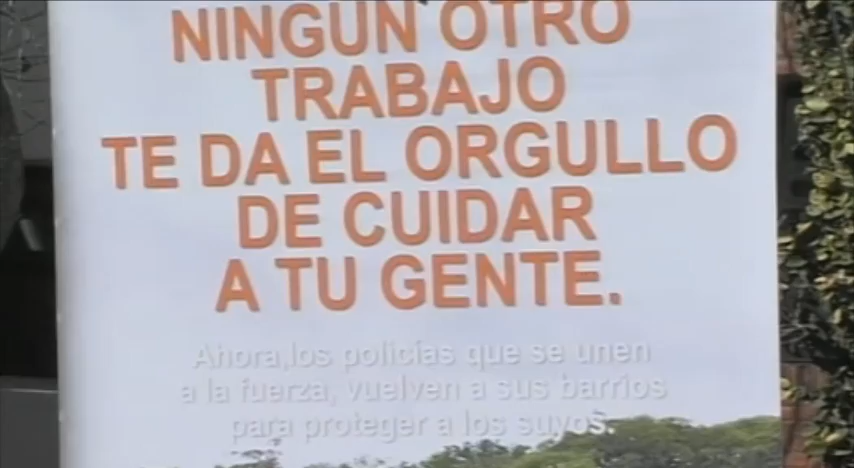 NINGÚN OTRO
TRABAJO
TE DA EL ORGULLO
DE CUIDAR
A TU GENTE.
Ahora,los policías que se unen
a la fuerza, vuelven a sus barrios
para proteger a los suyos.